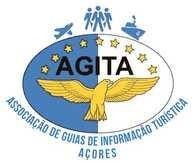 AGITA
ASSOCIAÇÃO DE GUIAS DE INFORMAÇÃO TURÍSTICA
AÇORES